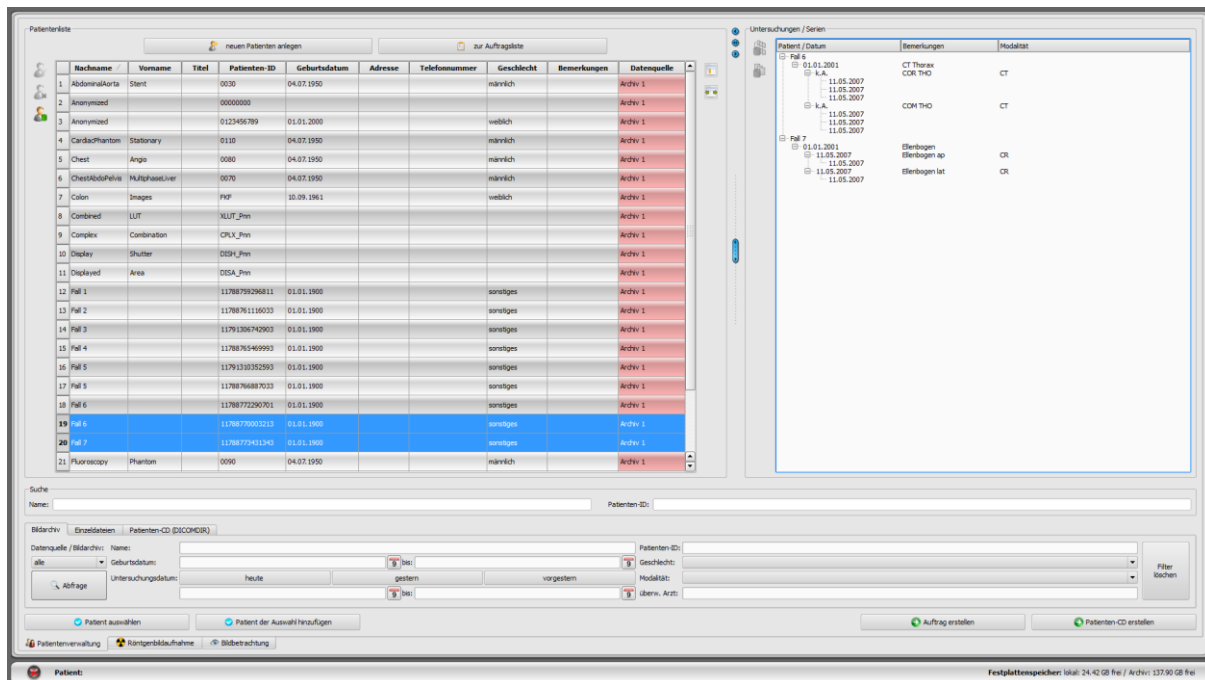 Patientenliste
neuen Patienten anlegen
zur Auftragsliste
Nachname Vorname Titel Patienten-ID Geburtsdatum Adresse Telefonnummer Geschlecht Bemerkungen Datenquelle
1 AbdominalAorta Stent 0030 04.07.1950 männlich Archiv 1
2 Anonymized 00000000 Archiv 1
3 Anonymized 0123456789 01.01.2000 weiblich Archiv 1
4 CardiacPhantom Stationary 0110 04.07.1950 männlich Archiv 1
5 Chest Angio 0080 04.07.1950 männlich Archiv 1
6 ChestAbdoPelvis MultiphaseLiver 0070 04.07.1950 männlich Archiv 1
7 Colon Images FKF 10.09.1961 weiblich Archiv 1
8 Combined LUT XLUT_Pnn Archiv 1
9 Complex Combination CPLX_Pnn Archiv 1
10 Display Shutter DISH_Pnn Archiv 1
11 Displayed Area DISA_Pnn Archiv 1
12 Fall 1 11788759296811 01.01.1900 sonstiges Archiv 1
13 Fall 2 11788761116033 01.01.1900 sonstiges Archiv 1
14 Fall 3 11791306742903 01.01.1900 sonstiges Archiv 1
15 Fall 4 11788765469993 01.01.1900 sonstiges Archiv 1
16 Fall 5 11791310352593 01.01.1900 sonstiges Archiv 1
17 Fall 5 11788766887033 01.01.1900 sonstiges Archiv 1
18 Fall 6 11788772290701 01.01.1900 sonstiges Archiv 1
19 Fall 6 11788770003213 01.01.1900 sonstiges Archiv 1
20 Fall 7 11788773431343 01.01.1900 sonstiges Archiv 1
21 Fluoroscopy Phantom 0090 04.07.1950 männlich Archiv 1
Untersuchungen / Serien
Patient / Datum Bemerkungen Modalität
Fall 6
01.01.2001 CT Thorax
k.A. COR THO CT
11.05.2007
11.05.2007
11.05.2007
k.A. COM THO CT
11.05.2007
11.05.2007
11.05.2007
Fall 7
01.01.2001 Ellenbogen
11.05.2007 Ellenbogen ap CR
11.05.2007
11.05.2007 Ellenbogen lat CR
11.05.2007
Suche
Name: Patienten-ID:
Bildarchiv Einzeldateien Patienten-CD (DICOMDIR)
Datenquelle / Bildarchiv: Name: Patienten-ID:
alle Geburtsdatum: 9 bis: 9 Geschlecht:
Abfrage Untersuchungsdatum: heute gestern vorgestern Modalität:
9 bis: 9 überw. Arzt:
Filter
löschen
Patient auswählen Patient der Auswahl hinzufügen Auftrag erstellen Patienten-CD erstellen
Patientenverwaltung Röntgenbildaufnahme Bildbetrachtung
Patient: Festplattenspeicher: lokal: 24.42 GB frei / Archiv: 137.90 GB frei